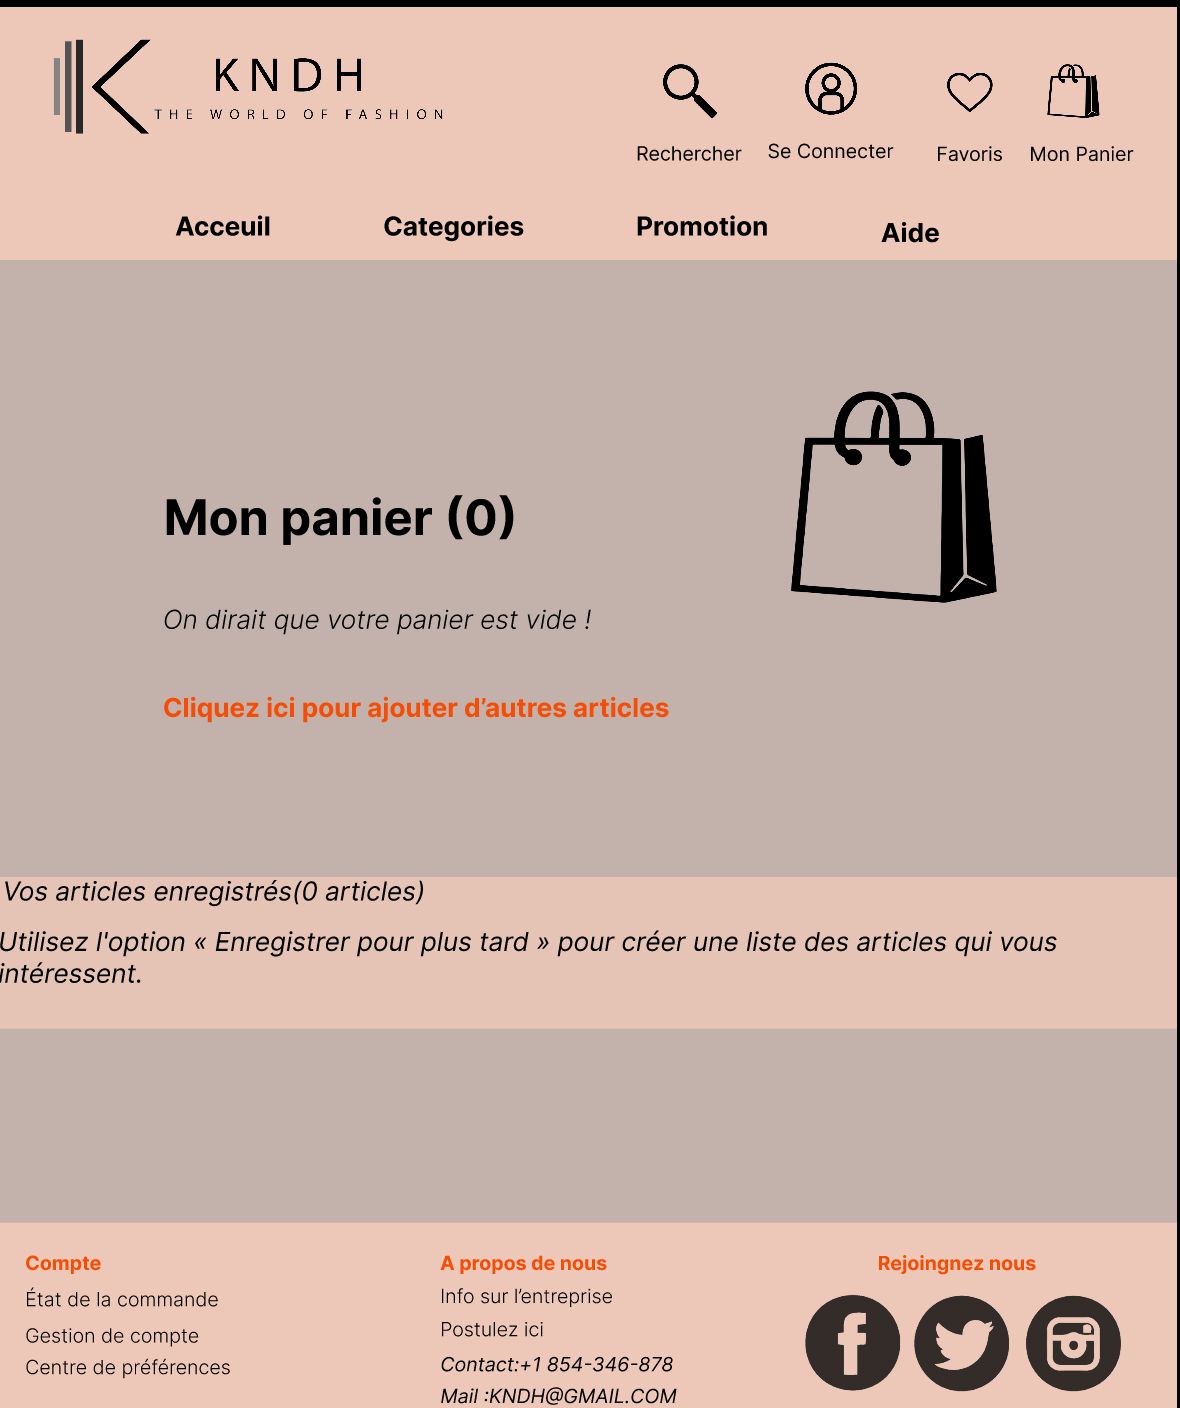 KNDH
THE WORLD OF FASHION
Rechercher
Se Connecter
Favoris
Mon Panier
Acceuil
Categories
Promotion
Aide
Mon panier (0)
On dirait que votre panier est vide !
Cliquez ici pour ajouter d’autres articles
Vos articles enregistrés(0 articles)
Utilisez l'option « Enregistrer pour plus tard » pour créer une liste des articles qui vous
intéressent.
Compte
État de la commande
Gestion de compte
Centre de préférences
A propos de nous
Info sur l’entreprise
Postulez ici
Contact:+1 854-346-878
Mail :KNDH@GMAIL.COM
Rejoingnez nous